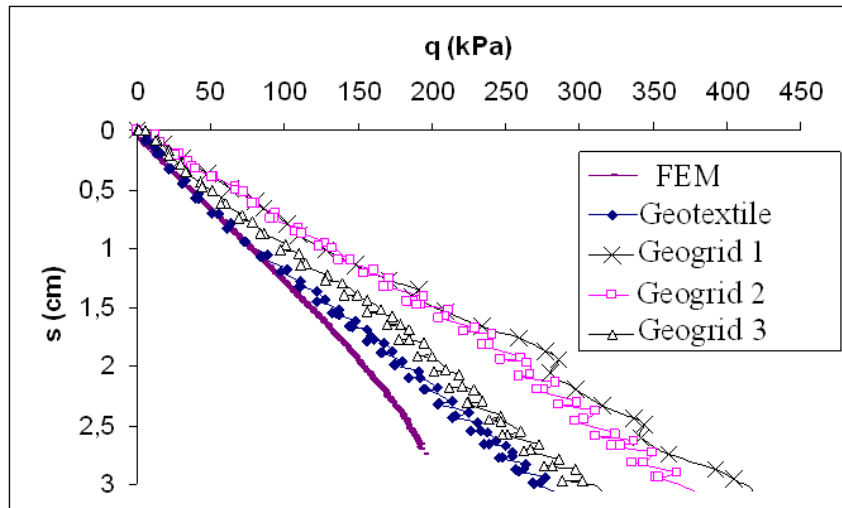 q (kPa)
0 50 100 150 200 250 300 350 400 450
0
0,5
1
1,5
2
2,5
3
s (cm)
FEM
Geotextile
Geogrid 1
Geogrid 2
Geogrid 3